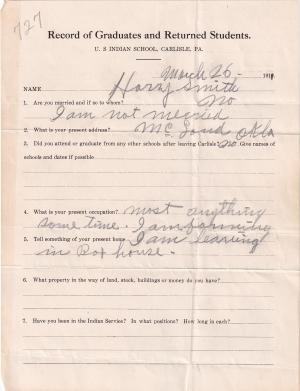 727
Record of Graduates and Returned Students.
U. S INDIAN SCHOOL, CARLISLE, PA.
March 26- 191
NAME Harry Smith
1. Are you married and if so to whom? No
I am not merried
2. What is your present address? Mc Loud Okla
3. Did you attend or graduate from any other schools after leaving Carlisle? No Give names of
schools and dates if possible
4. What is your present occupation? most anything
some time. I am farming
5. Tell something of your present home. I am leaving
in Box house.
6. What property in the way of land, stock, buildings or money do you have?
7. Have you been in the Indian Service? In what positions? How long in each?